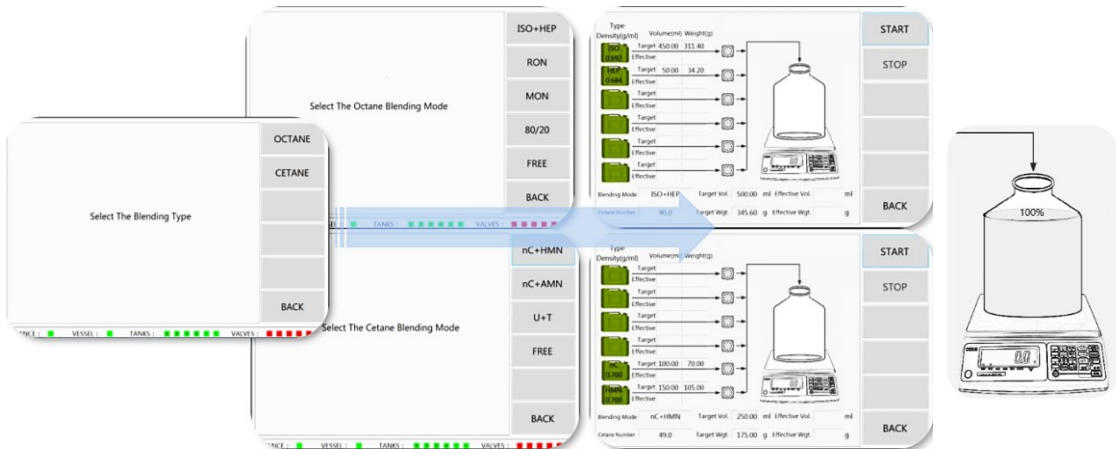 Select The Blending Type
OCTANE
CETANE
BACK
VESSEL : TANKS : VALVES :
Select The Octane Blending Mode
ISO+HEP
RON
MON
80/20
FREE
BACK
TANKS : VALVES :
Select The Cetane Blending Mode
nC+HMN
nC+AMN
U+T
FREE
BACK
VESSEL : TANKS : VALVES :
Type
Density(g/ml) Volume(ml) Weight(g)
ISO Target 450.00 311.40
0.692 Effective
HEP Target 50.00 34.20
0.684 Effective
Target
Effective
Target
Effective
Target
Effective
Target
Effective
Blending Mode ISO+HEP Target Vol. 500.00 ml Effective Vol. ml
Octane Number 90.0 Target Wgt. 345.60 g Effective Wgt. g
START
STOP
BACK
Type
Density(g/ml) Volume(ml) Weight(g)
Target
Effective
Target
Effective
Target
Effective
Target
Effective
nC Target 100.00 70.00
0.700 Effective
HMN Target 150.00 105.00
0.700 Effective
Blending Mode nC+HMN Target Vol. 250.00 ml Effective Vol. ml
Cetane Number 49.0 Target Wgt. 175.00 g Effective Wgt. g
START
STOP
BACK
100%
0.0